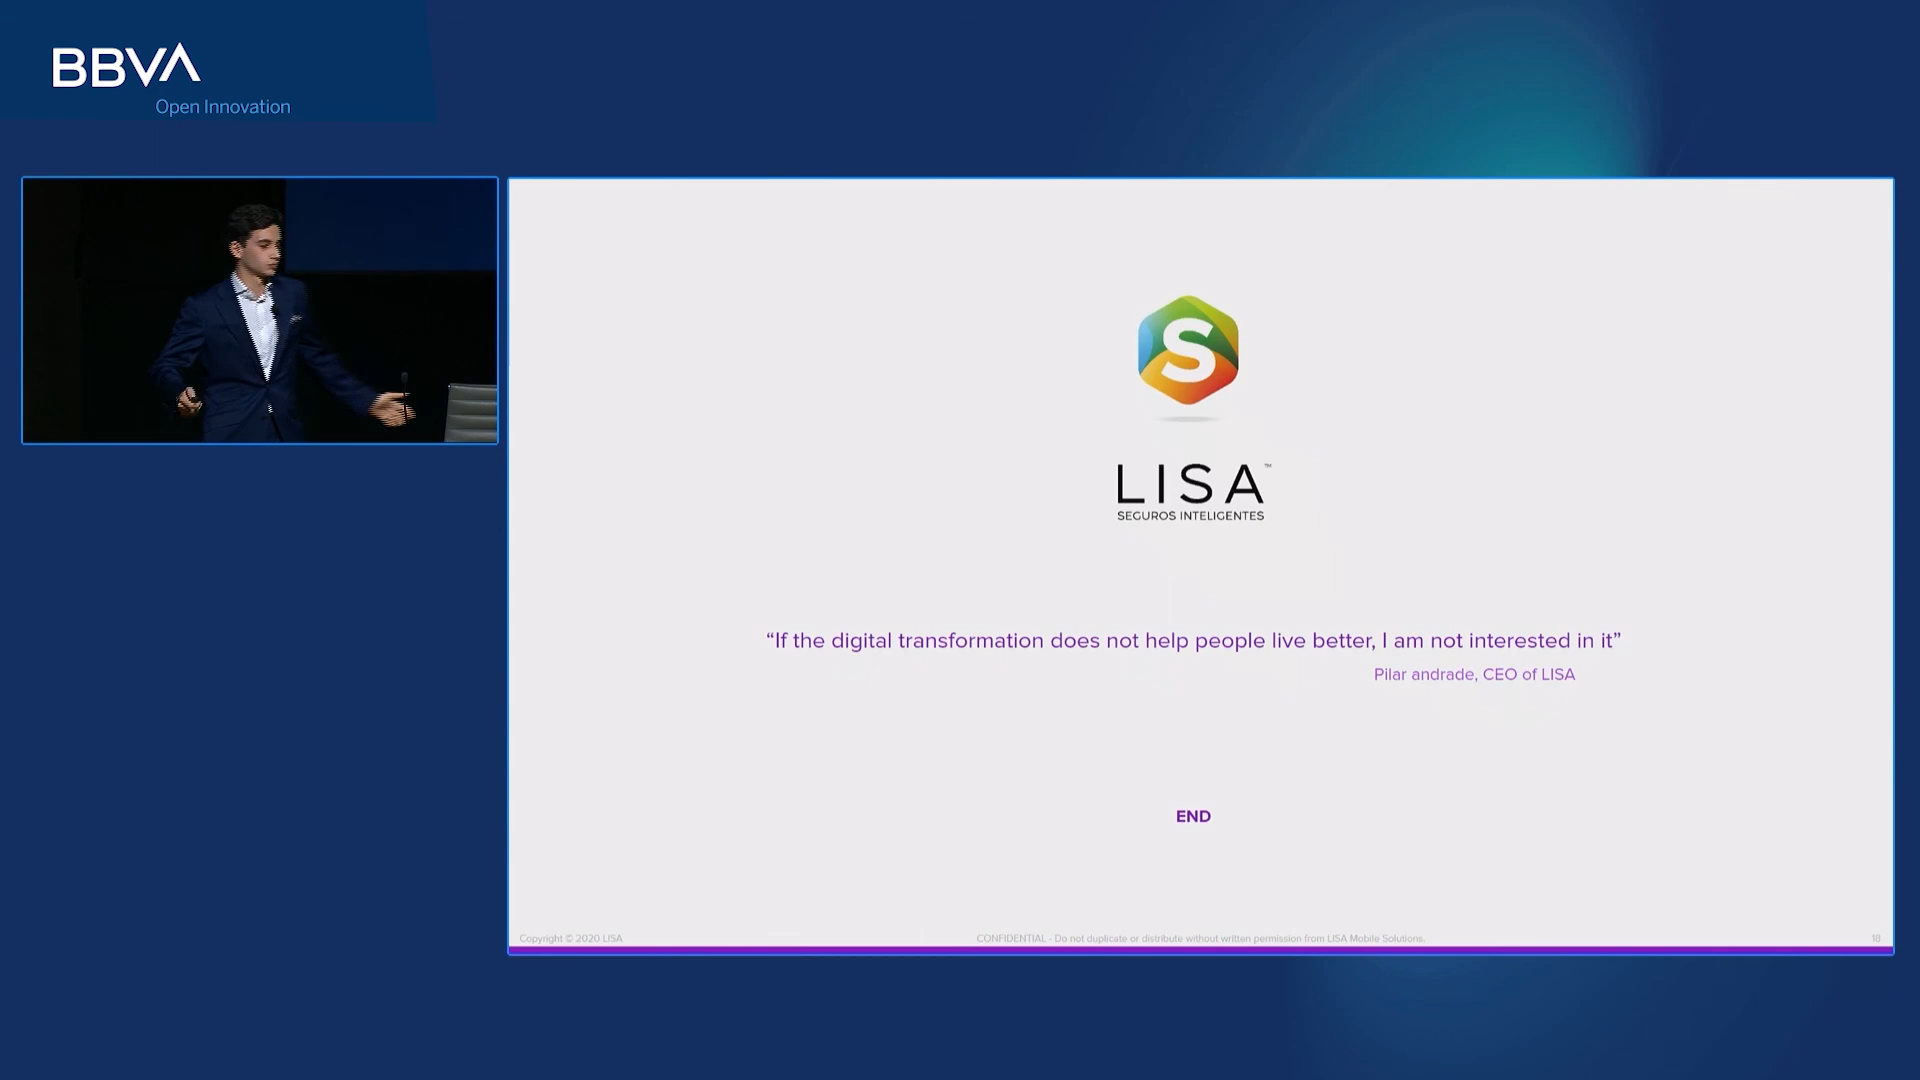 BBVA
Open Innovation
S
LISA™
SEGUROS INTELIGENTES
“If the digital transformation does not help people live better, I am not interested in it”
Pilar andrade, CEO of LISA
END
Copyright © 2020 LISA
CONFIDENTIAL - Do not duplicate or distribute without written permission from LISA Mobile Solutions.
18